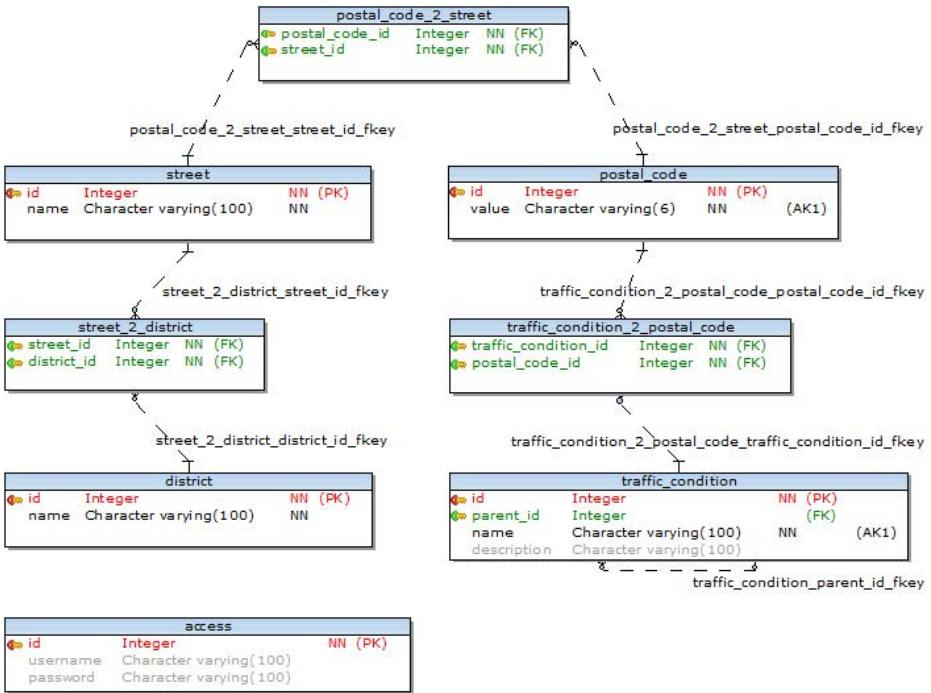 postal_code_2_street
postal_code_id Integer NN (FK)
street_id Integer NN (FK)
postal_code_2_street_street_id_fkey
postal_code_2_street_postal_code_id_fkey
street
id Integer NN (PK)
name Character varying(100) NN
postal_code
id Integer NN (PK)
value Character varying(6) NN (AK1)
street_2_district_street_id_fkey
traffic_condition_2_postal_code_postal_code_id_fkey
street_2_district
street_id Integer NN (FK)
district_id Integer NN (FK)
traffic_condition_2_postal_code
traffic_condition_id Integer NN (FK)
postal_code_id Integer NN (FK)
street_2_district_district_id_fkey
traffic_condition_2_postal_code_traffic_condition_id_fkey
district
id Integer NN (PK)
name Character varying(100) NN
traffic_condition
id Integer NN (PK)
parent_id Integer (FK)
name Character varying(100) NN (AK1)
description Character varying(100)
traffic_condition_parent_id_fkey
access
id Integer NN (PK)
username Character varying(100)
password Character varying(100)